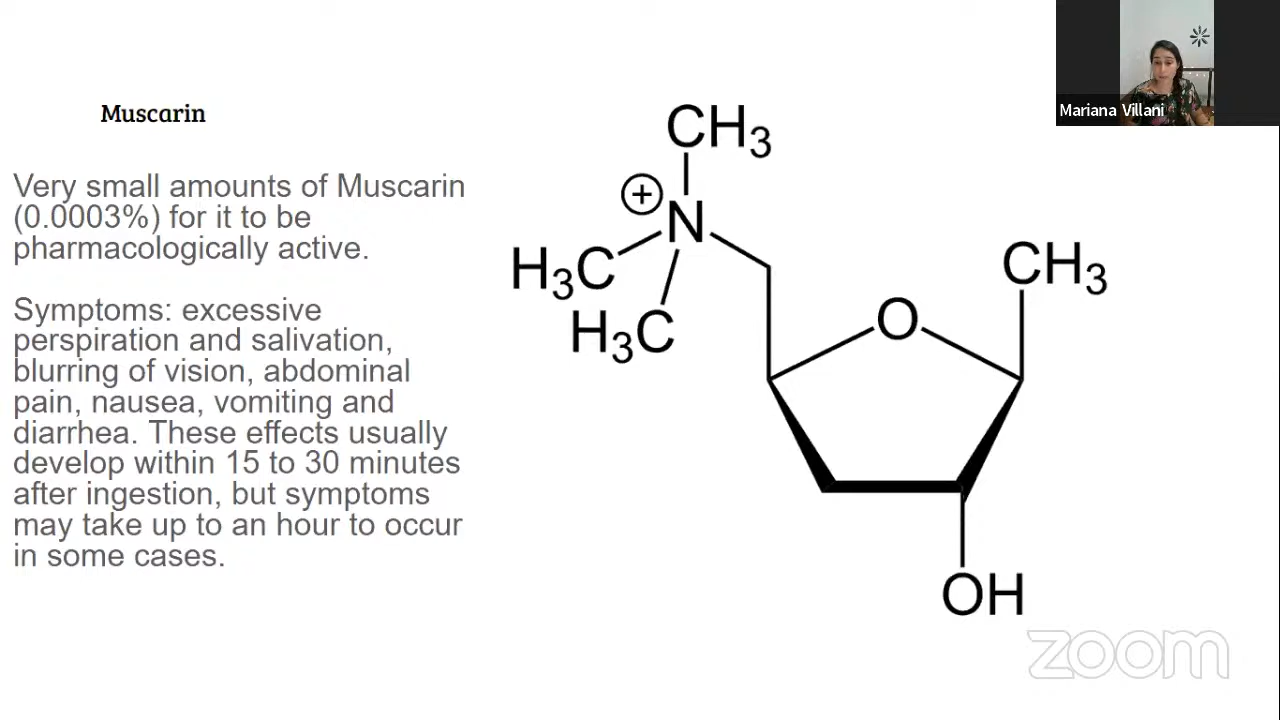 Muscarin
Very small amounts of Muscarin
(0.0003%) for it to be
pharmacologically active.
Symptoms: excessive
perspiration and salivation,
blurring of vision, abdominal
pain, nausea, vomiting and
diarrhea. These effects usually
develop within 15 to 30 minutes
after ingestion, but symptoms
may take up to an hour to occur
in some cases.
CH3
+
N
H3C
H3C
O
CH3
OH
Mariana Villani
zoom